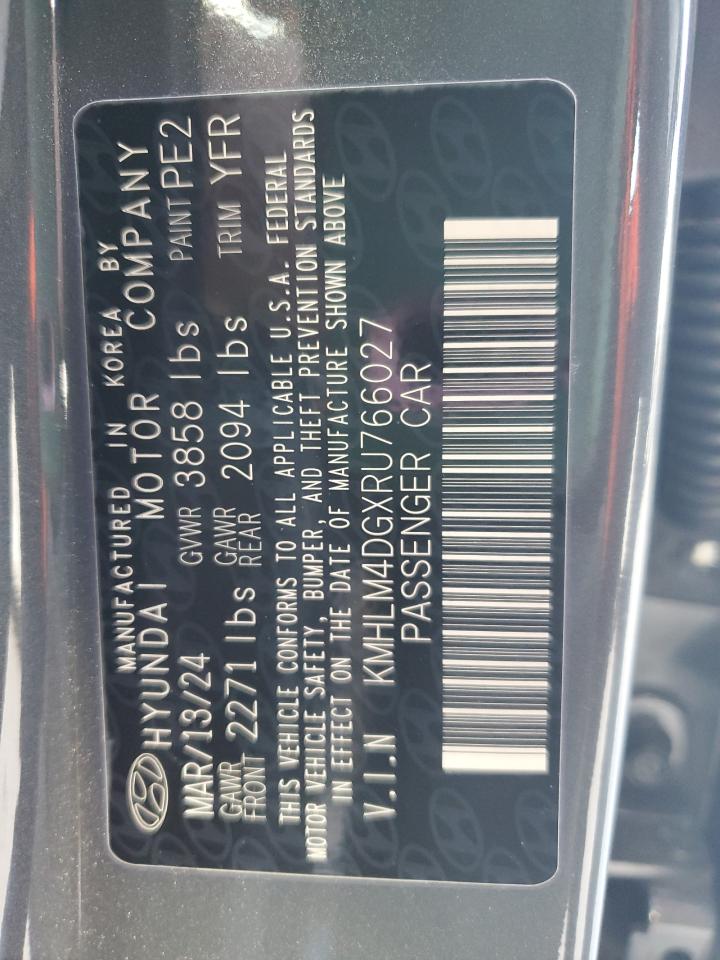 MANUFACTURED IN KOREA BY
HYUNDAI MOTOR COMPANY
MAR/13/24 GVWR 3858 lbs PAINT PE2
GAWR FRONT 2271 lbs GAWR REAR 2094 lbs TRIM YFR
THIS VEHICLE CONFORMS TO ALL APPLICABLE U.S.A. FEDERAL
MOTOR VEHICLE SAFETY, BUMPER, AND THEFT PREVENTION STANDARDS
IN EFFECT ON THE DATE OF MANUFACTURE SHOWN ABOVE
V.I.N KMHLM4DGXRU766027
PASSENGER CAR